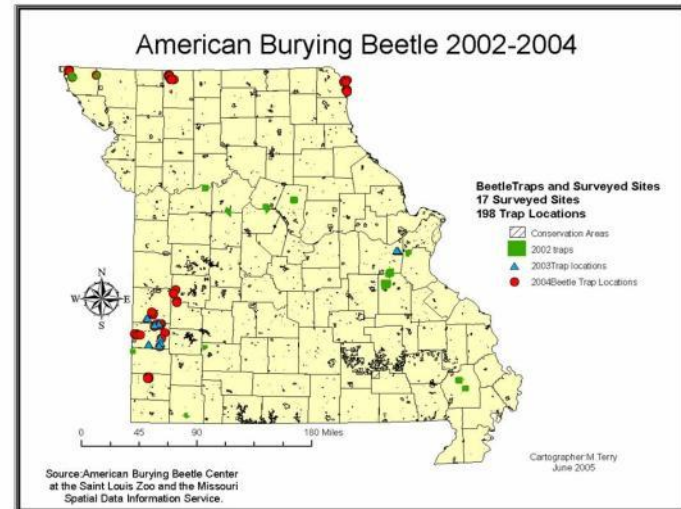 American Burying Beetle 2002-2004
BeetleTraps and Surveyed Sites
17 Surveyed Sites
198 Trap Locations
Conservation Areas
2002 traps
2003Trap locations
2004Beetle Trap Locations
N
W E
S
0 45 90 180 Miles
Cartographer:M.Terry
June 2005
Source:American Burying Beetle Center
at the Saint Louis Zoo and the Missouri
Spatial Data Information Service.